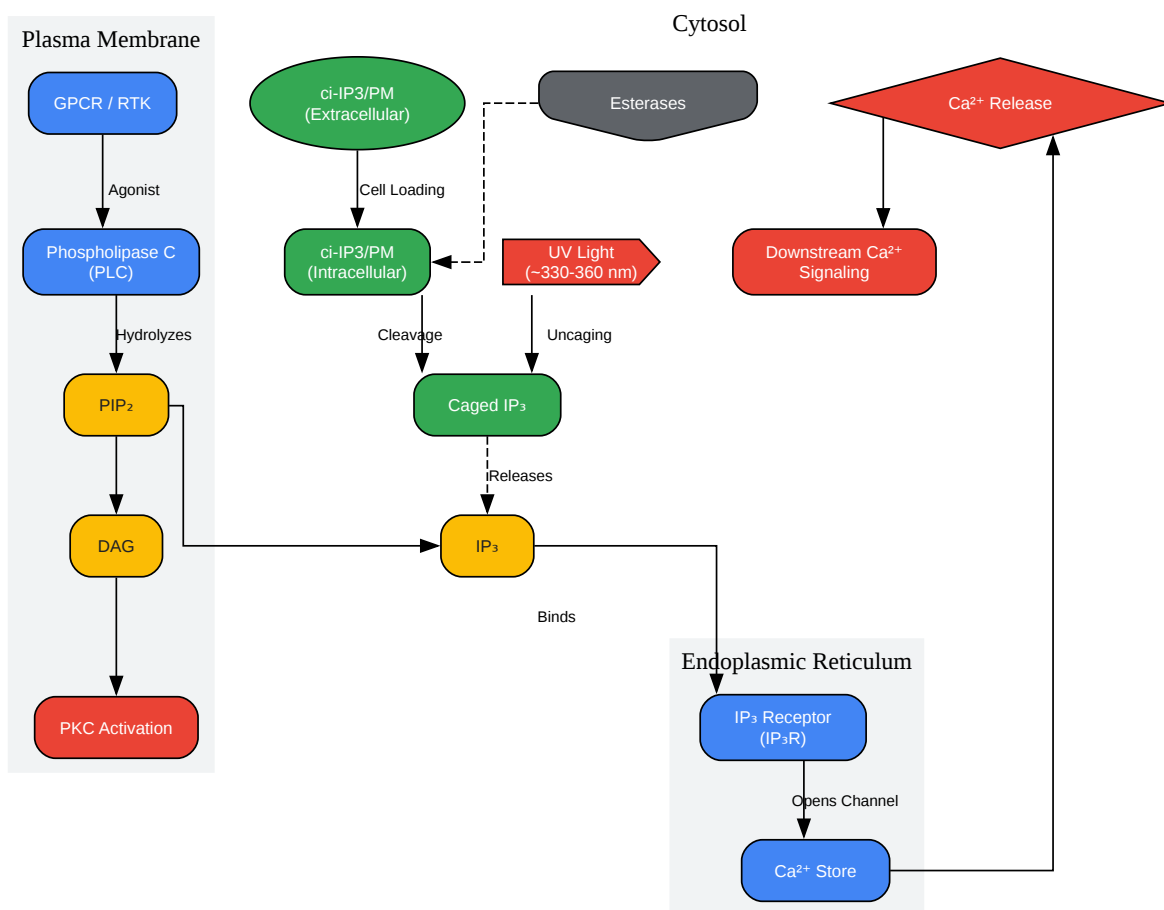 Plasma Membrane
Cytosol
GPCR / RTK
ci-IP3/PM
(Extracellular)
Esterases
Ca²⁺ Release
Agonist
Cell Loading
Phospholipase C
(PLC)
ci-IP3/PM
(Intracellular)
UV Light
(~330-360 nm)
Downstream Ca²⁺
Signaling
Hydrolyzes
Cleavage
Uncaging
PIP₂
Caged IP₃
Releases
DAG
IP₃
Binds
Endoplasmic Reticulum
PKC Activation
IP₃ Receptor
(IP₃R)
Opens Channel
Ca²⁺ Store